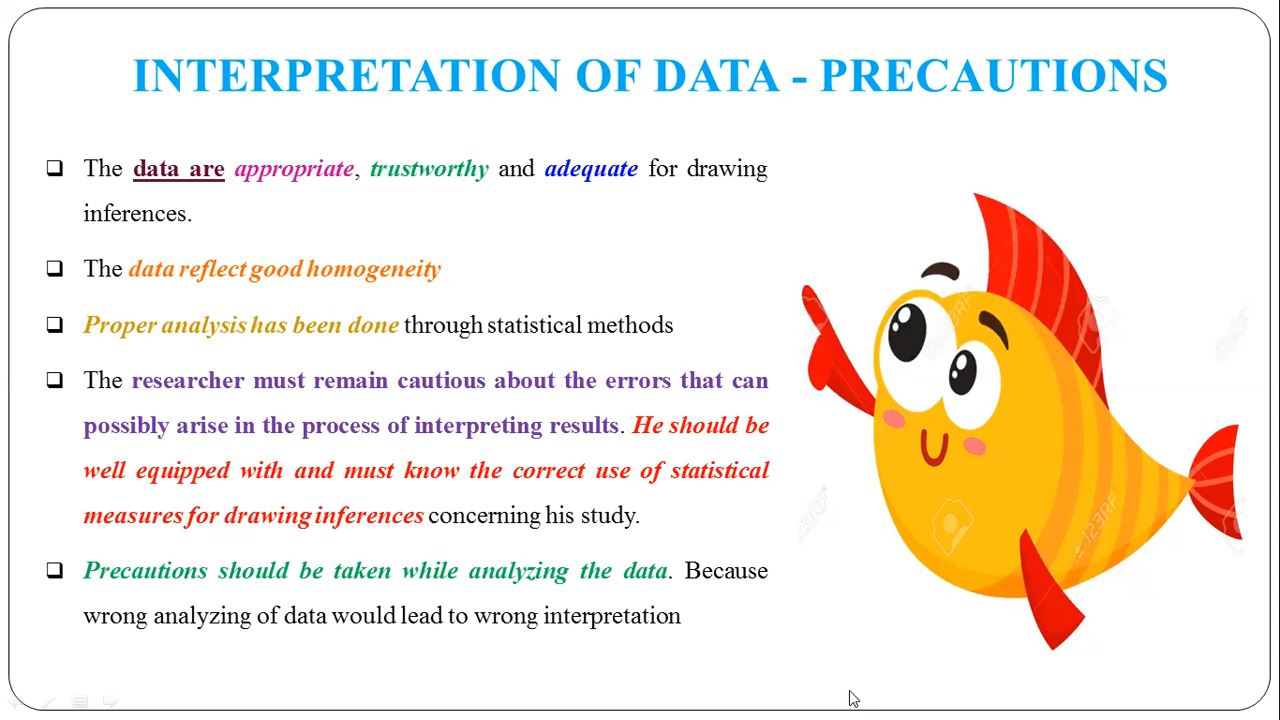 INTERPRETATION OF DATA - PRECAUTIONS
The data are appropriate, trustworthy and adequate for drawing
inferences.
The data reflect good homogeneity
Proper analysis has been done through statistical methods
The researcher must remain cautious about the errors that can
possibly arise in the process of interpreting results. He should be
well equipped with and must know the correct use of statistical
measures for drawing inferences concerning his study.
Precautions should be taken while analyzing the data. Because
wrong analyzing of data would lead to wrong interpretation
123RF
123RF